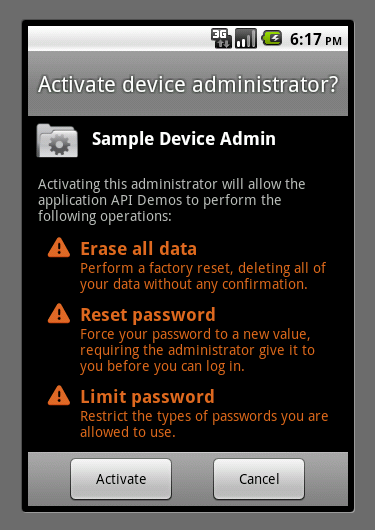 3G 6:17 PM
Activate device administrator?
Sample Device Admin
Activating this administrator will allow the
application API Demos to perform the
following operations:
Erase all data
Perform a factory reset, deleting all of
your data without any confirmation.
Reset password
Force your password to a new value,
requiring the administrator give it to
you before you can log in.
Limit password
Restrict the types of passwords you are
allowed to use.
Activate Cancel